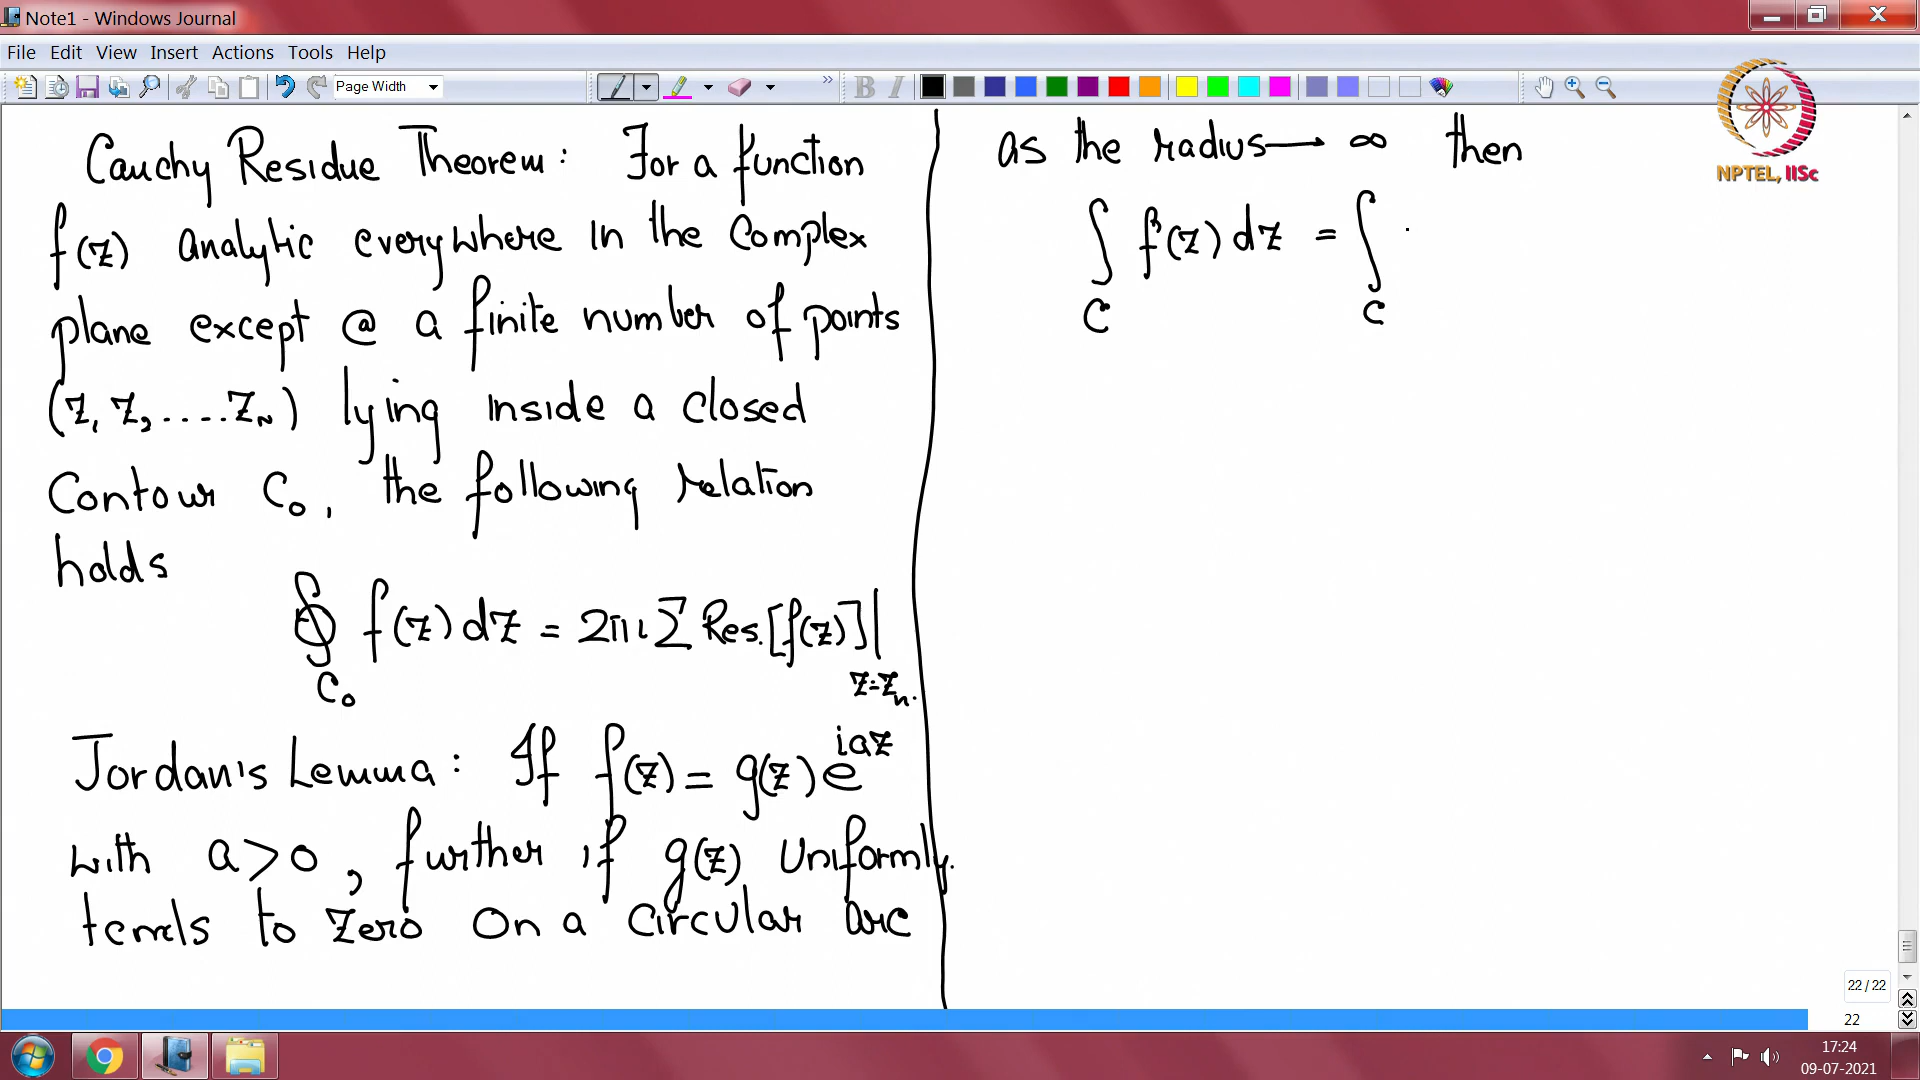 Note1 - Windows Journal
File Edit View Insert Actions Tools Help
Page Width
NPTEL, IISc
Cauchy Residue Theorem: For a function
f(z) analytic everywhere in the complex
plane except @ a finite number of points
(z₁ z₂ .... z_N) lying inside a closed
Contour C₀, the following relation
holds
∮ f(z) dz = 2πi Σ Res.[f(z)]|
C₀ z=zₙ.
Jordan's Lemma: If f(z) = g(z) e^{iaz}
with a>0, further if g(z) uniformly
tends to zero on a circular arc
as the radius → ∞ then
∫ f(z) dz = ∫
C C
22 / 22
22
17:24
09-07-2021